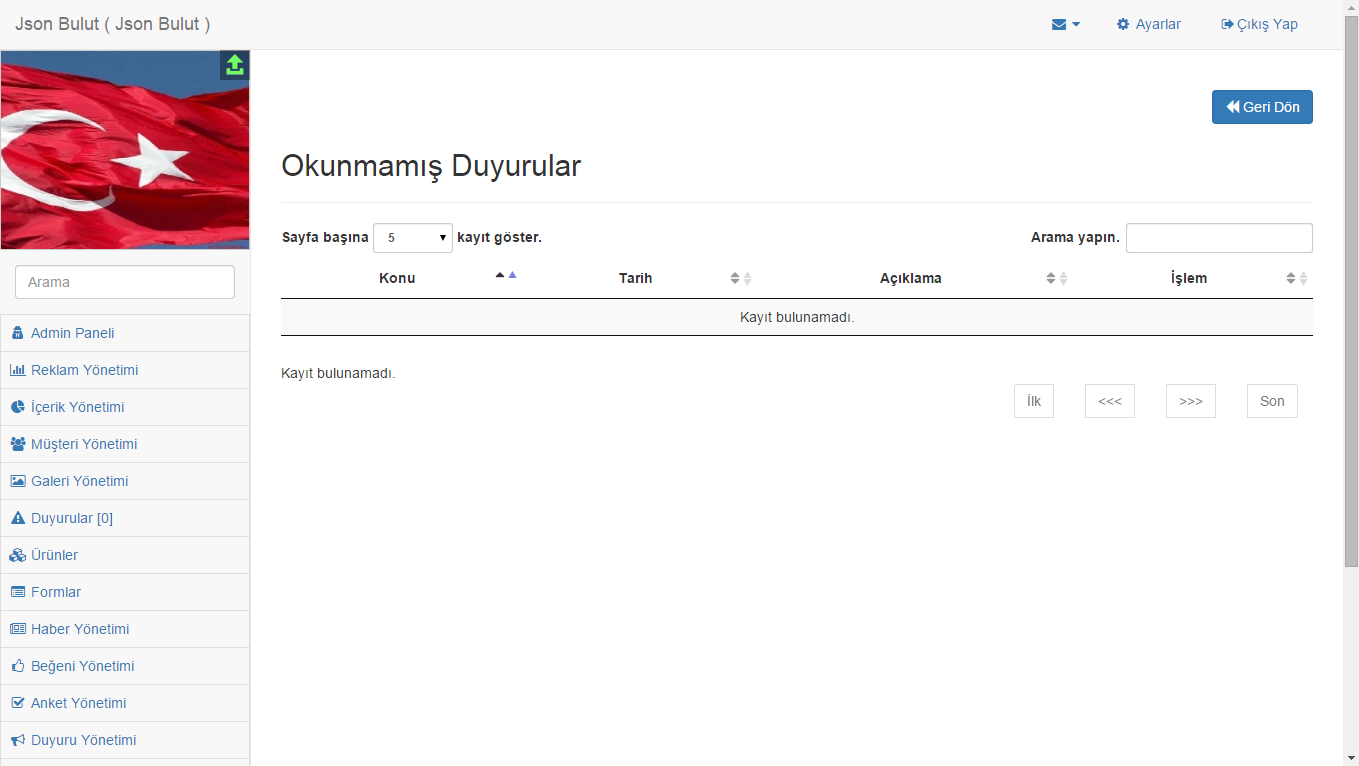 Json Bulut ( Json Bulut )
Ayarlar
Çıkış Yap
Geri Dön
Okunmamış Duyurular
Sayfa başına 5 kayıt göster.
Arama yapın.
Konu Tarih Açıklama İşlem
Kayıt bulunamadı.
Kayıt bulunamadı.
İlk <<< >>> Son
Arama
Admin Paneli
Reklam Yönetimi
İçerik Yönetimi
Müşteri Yönetimi
Galeri Yönetimi
Duyurular [0]
Ürünler
Formlar
Haber Yönetimi
Beğeni Yönetimi
Anket Yönetimi
Duyuru Yönetimi